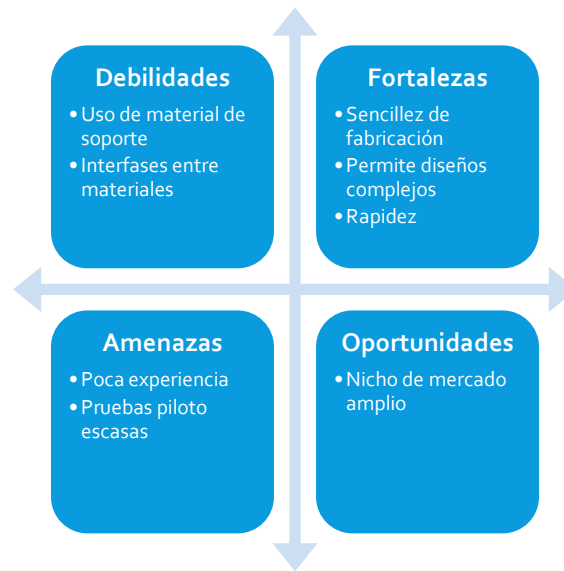 Debilidades
• Uso de material de
soporte
• Interfases entre
materiales
Fortalezas
• Sencillez de
fabricación
• Permite diseños
complejos
• Rapidez
Amenazas
• Poca experiencia
• Pruebas piloto
escasas
Oportunidades
• Nicho de mercado
amplio